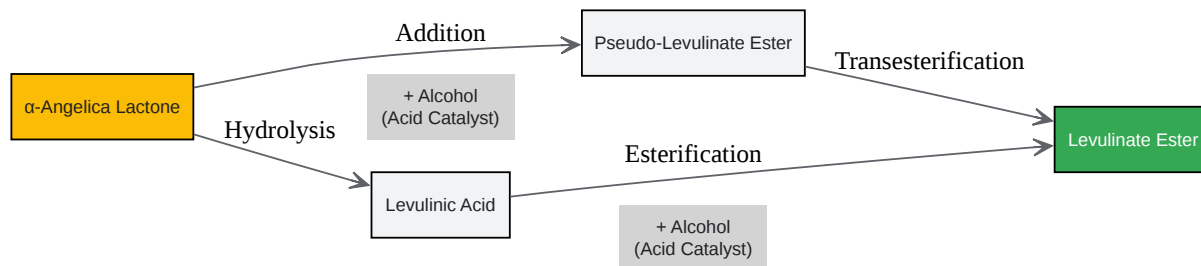 Addition
Pseudo-Levulinate Ester
Transesterification
α-Angelica Lactone
+ Alcohol
(Acid Catalyst)
Hydrolysis
Esterification
Levulinate Ester
Levulinic Acid
+ Alcohol
(Acid Catalyst)